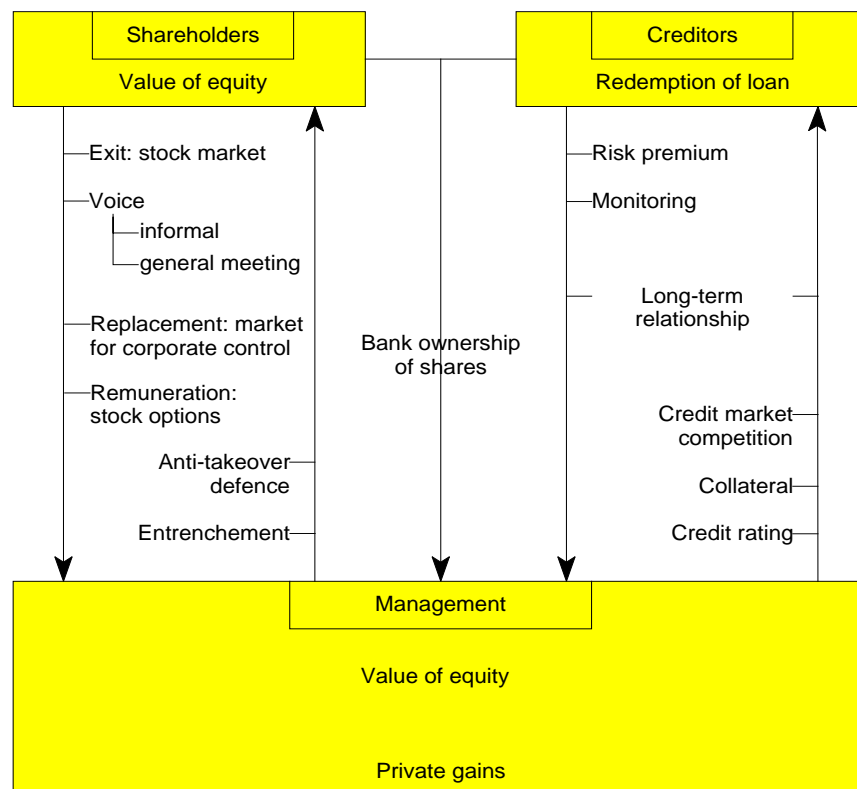 Shareholders
Value of equity
Creditors
Redemption of loan
Exit: stock market
Voice
informal
general meeting
Replacement: market
for corporate control
Remuneration:
stock options
Anti-takeover
defence
Entrenchement
Bank ownership
of shares
Risk premium
Monitoring
Long-term
relationship
Credit market
competition
Collateral
Credit rating
Management
Value of equity
Private gains